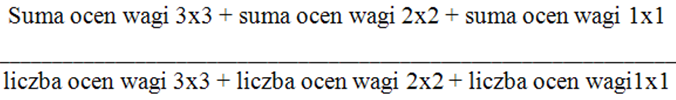 Suma ocen wagi 3x3 + suma ocen wagi 2x2 + suma ocen wagi 1x1
liczba ocen wagi 3x3 + liczba ocen wagi 2x2 + liczba ocen wagi1x1